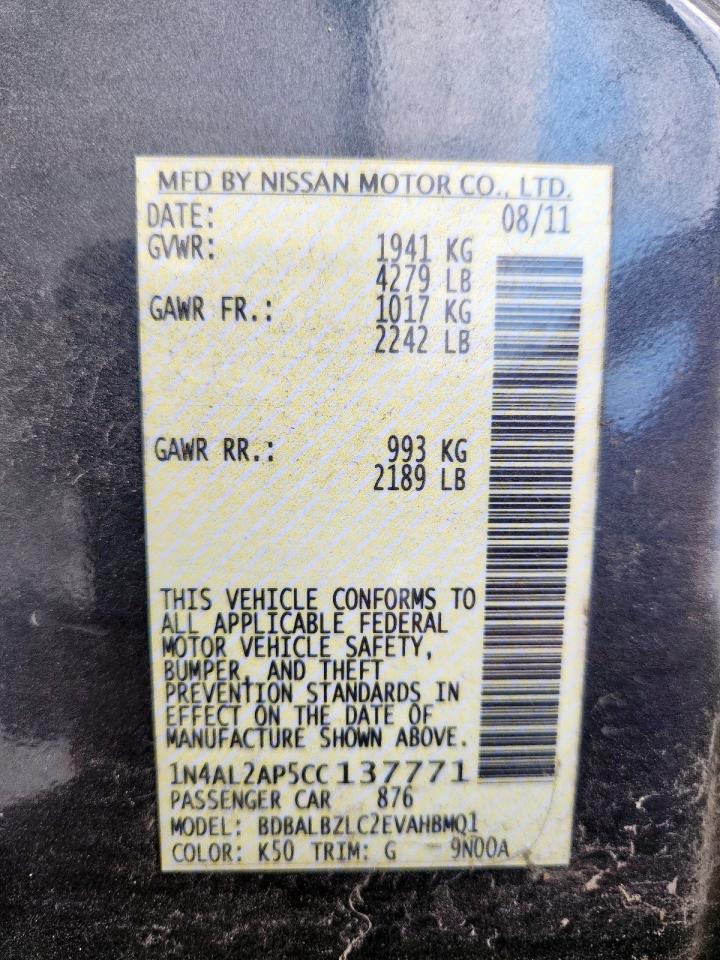 MFD BY NISSAN MOTOR CO., LTD.
DATE: 08/11
GVWR: 1941 KG
4279 LB
GAWR FR.: 1017 KG
2242 LB
GAWR RR.: 993 KG
2189 LB
THIS VEHICLE CONFORMS TO
ALL APPLICABLE FEDERAL
MOTOR VEHICLE SAFETY,
BUMPER, AND THEFT
PREVENTION STANDARDS IN
EFFECT ON THE DATE OF
MANUFACTURE SHOWN ABOVE.
1N4AL2AP5CC137771
PASSENGER CAR 876
MODEL: BDBALBZLC2EVAHBMQ1
COLOR: K50 TRIM: G 9N00A